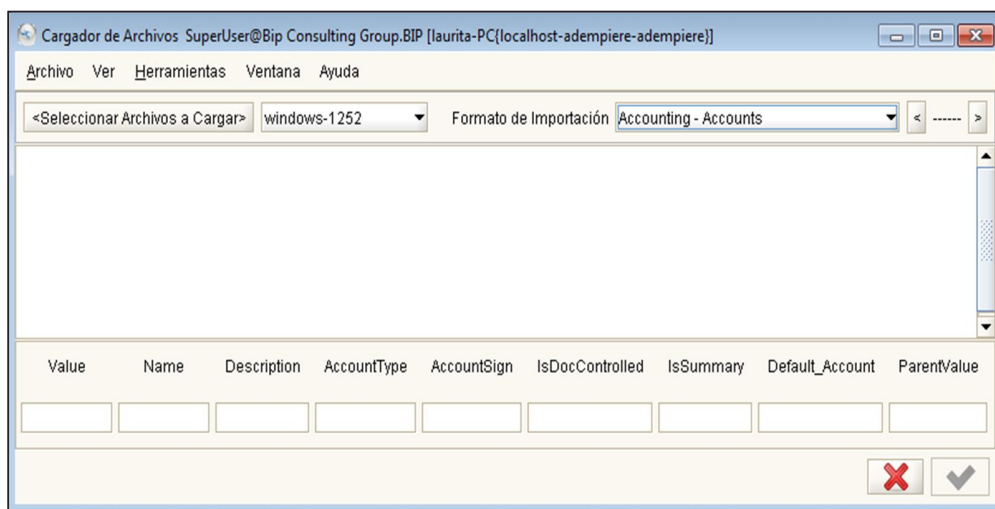 Cargador de Archivos SuperUser@Bip Consulting Group.BIP [laurita-PC{localhost-adempiere-adempiere}]
Archivo Ver Herramientas Ventana Ayuda
<Seleccionar Archivos a Cargar> windows-1252 Formato de Importación Accounting - Accounts < ------ >
Value Name Description AccountType AccountSign IsDocControlled IsSummary Default_Account ParentValue